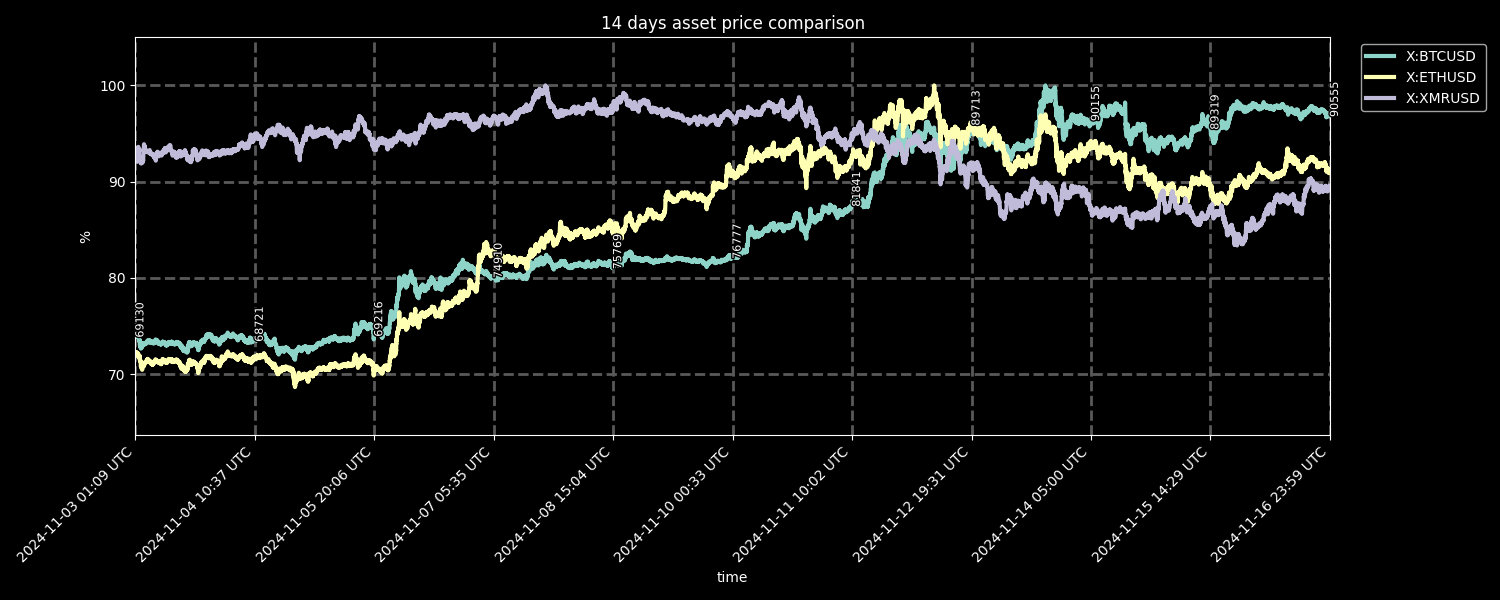 14 days asset price comparison
X:BTCUSD
X:ETHUSD
X:XMRUSD
100
90
80
70
%
69130
68721
69216
74910
75769
76777
81841
89713
90155
89319
90555
2024-11-03 01:09 UTC
2024-11-04 10:37 UTC
2024-11-05 20:06 UTC
2024-11-07 05:35 UTC
2024-11-08 15:04 UTC
2024-11-10 00:33 UTC
2024-11-11 10:02 UTC
2024-11-12 19:31 UTC
2024-11-14 05:00 UTC
2024-11-15 14:29 UTC
2024-11-16 23:59 UTC
time